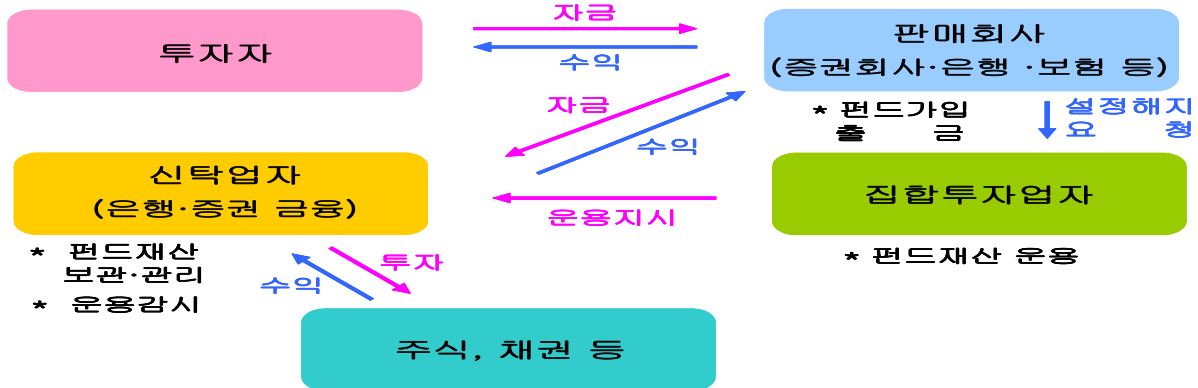 자금
투자자
수익
판매회사
(증권회사·은행 ·보험 등)
자금
수익
* 펀드가입
출 금
설정해지
요 청
신탁업자
(은행·증권 금융)
운용지시
집합투자업자
* 펀드재산
보관·관리
* 운용감시
수익
투자
* 펀드재산 운용
주식, 채권 등